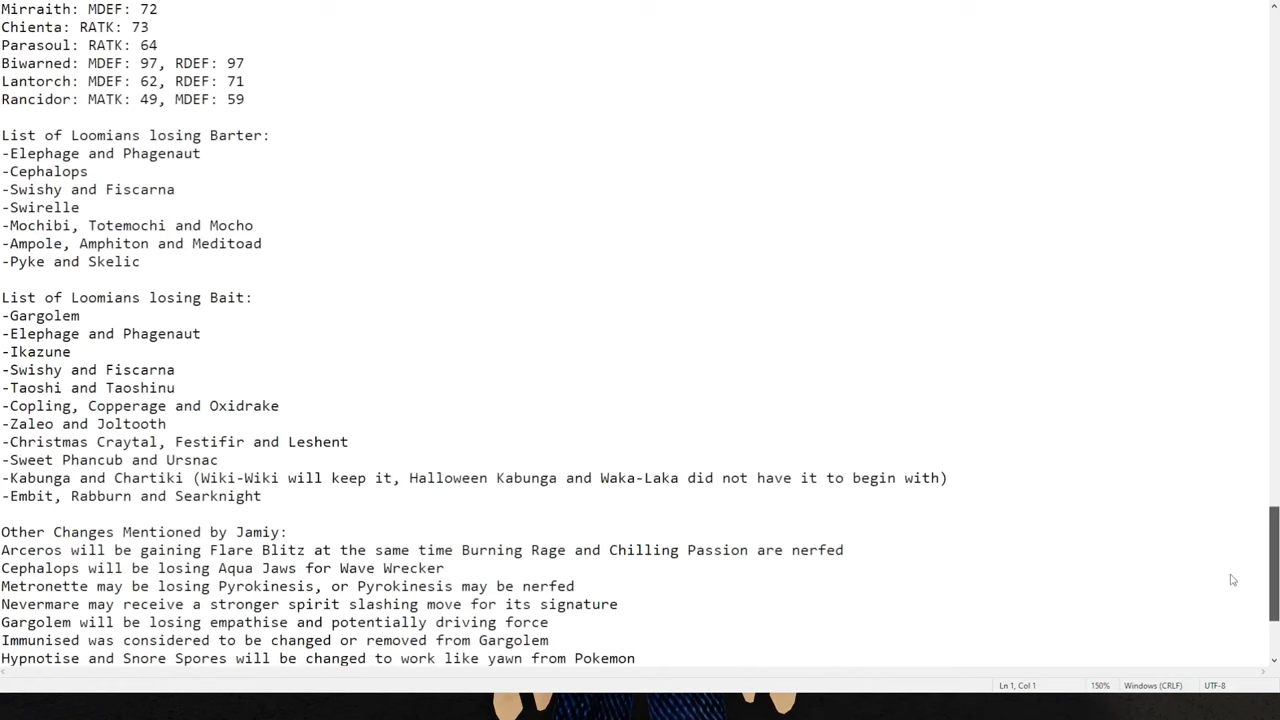 Mirraith: MDEF: 72
Chienta: RATK: 73
Parasoul: RATK: 64
Biwarned: MDEF: 97, RDEF: 97
Lantorch: MDEF: 62, RDEF: 71
Rancidor: MATK: 49, MDEF: 59
List of Loomians losing Barter:
-Elephage and Phagenaut
-Cephalops
-Swishy and Fiscarna
-Swirelle
-Mochibi, Totemochi and Mocho
-Ampole, Amphiton and Meditoad
-Pyke and Skelic
List of Loomians losing Bait:
-Gargolem
-Elephage and Phagenaut
-Ikazune
-Swishy and Fiscarna
-Taoshi and Taoshinu
-Copling, Copperage and Oxidrake
-Zaleo and Joltooth
-Christmas Craytal, Festifir and Leshent
-Sweet Phancub and Ursnac
-Kabunga and Chartiki (Wiki-Wiki will keep it, Halloween Kabunga and Waka-Laka did not have it to begin with)
-Embit, Rabburn and Searknight
Other Changes Mentioned by Jamiy:
Arceros will be gaining Flare Blitz at the same time Burning Rage and Chilling Passion are nerfed
Cephalops will be losing Aqua Jaws for Wave Wrecker
Metronette may be losing Pyrokinesis, or Pyrokinesis may be nerfed
Nevermare may receive a stronger spirit slashing move for its signature
Gargolem will be losing empathise and potentially driving force
Immunised was considered to be changed or removed from Gargolem
Hypnotise and Snore Spores will be changed to work like yawn from Pokemon
Ln 1, Col 1
150%
Windows (CRLF)
UTF-8